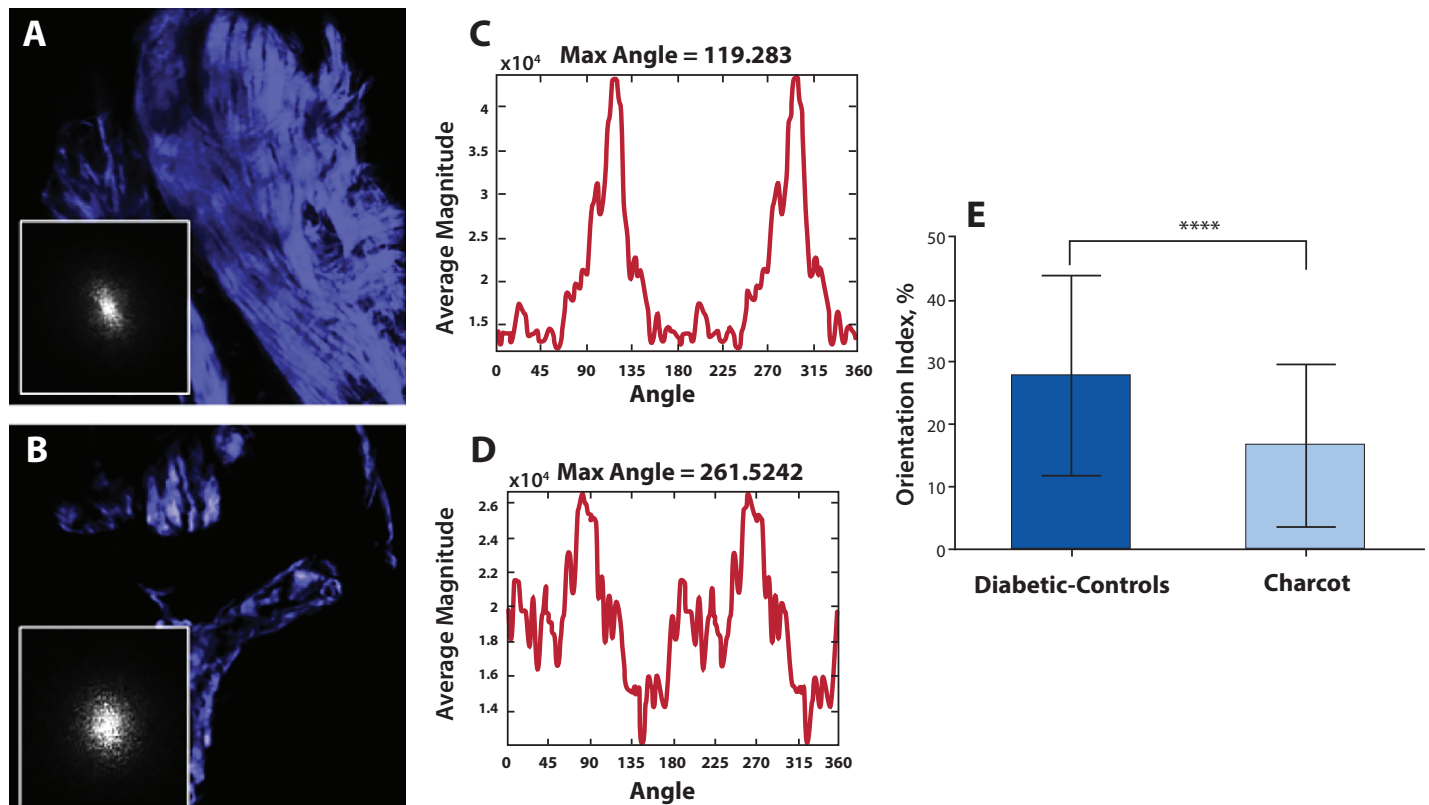 A
B
C
x10⁴
Max Angle = 119.283
Average Magnitude
4
3.5
3
2.5
2
1.5
0 45 90 135 180 225 270 315 360
Angle
D
x10⁴
Max Angle = 261.5242
Average Magnitude
2.6
2.4
2.2
2
1.8
1.6
1.4
0 45 90 135 180 225 270 315 360
Angle
E
****
Orientation Index, %
50
40
30
20
10
0
Diabetic-Controls
Charcot